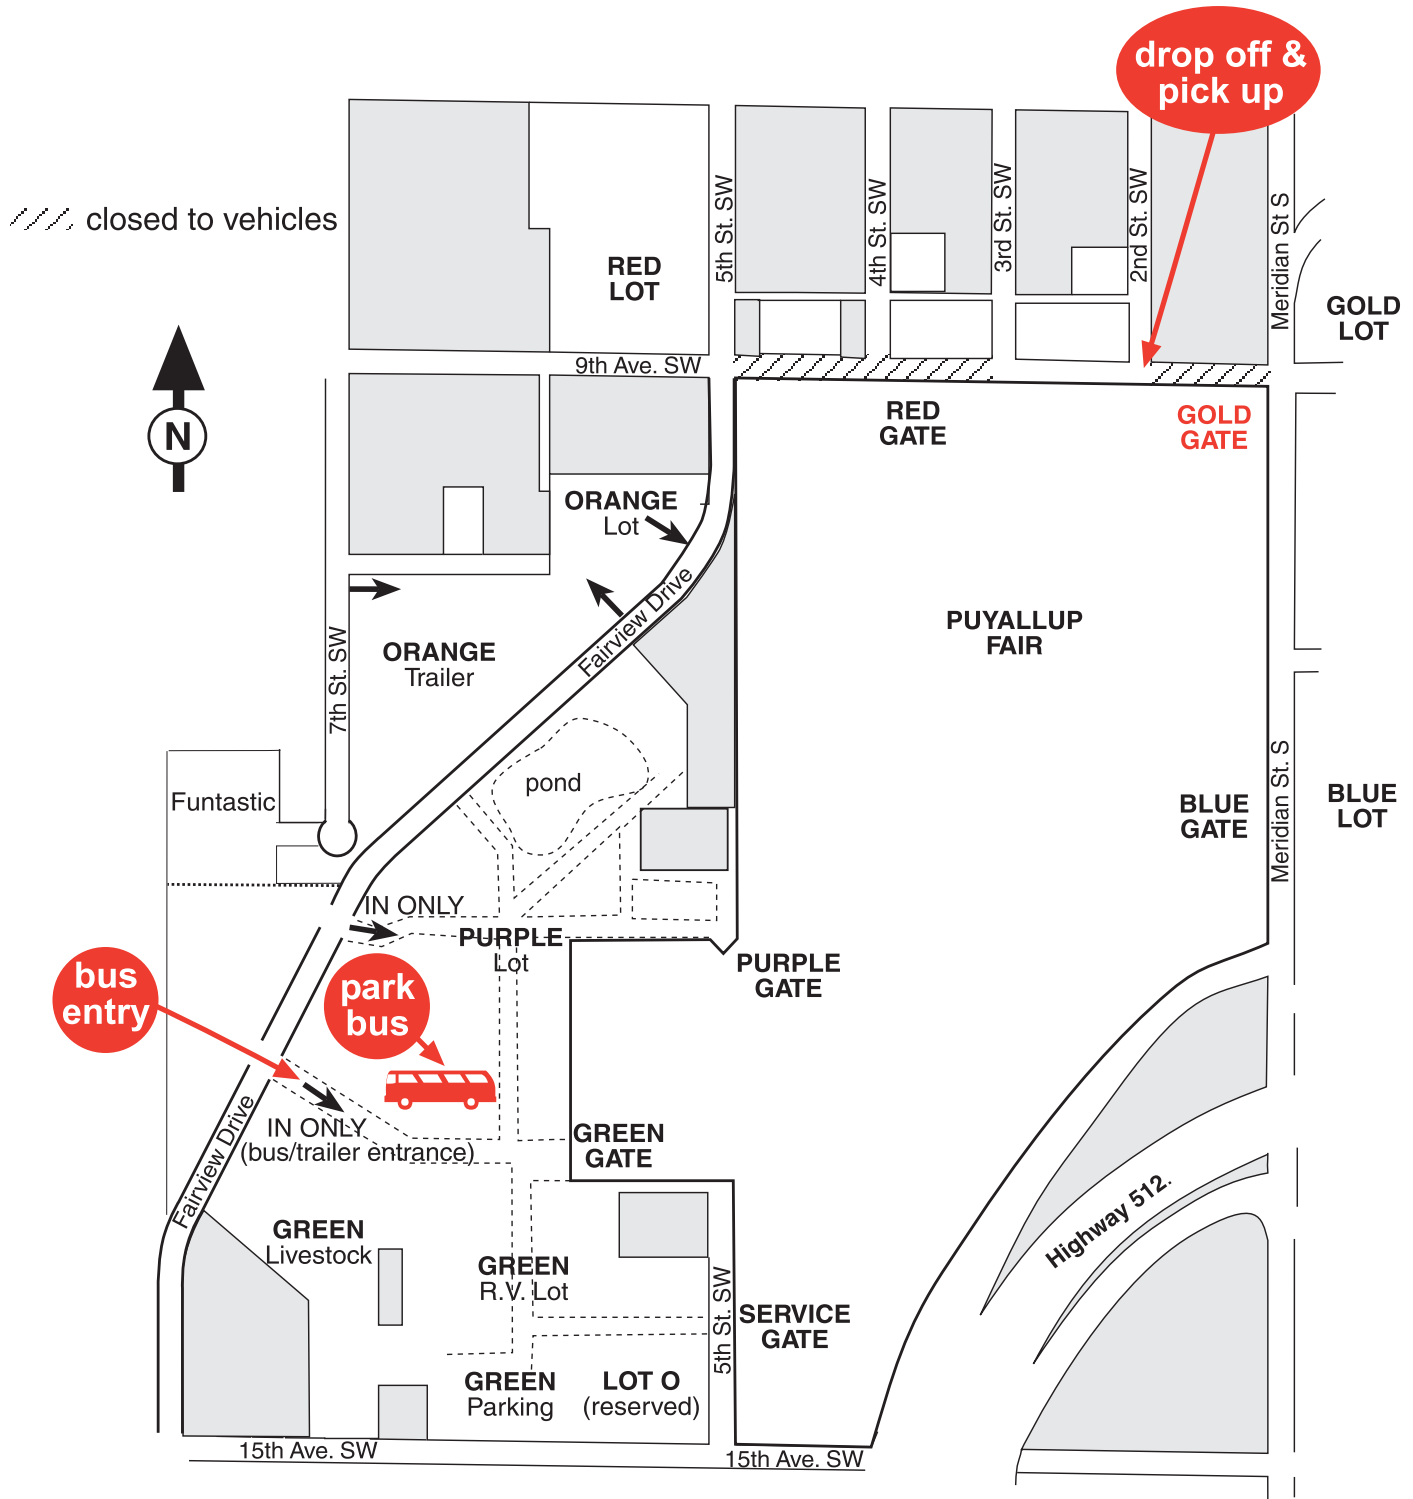 drop off &
pick up
closed to vehicles
5th St. SW
4th St. SW
3rd St. SW
2nd St. SW
Meridian St S
RED
LOT
GOLD
LOT
9th Ave. SW
N
RED
GATE
GOLD
GATE
ORANGE
Lot
Fairview Drive
PUYALLUP
FAIR
ORANGE
Trailer
7th St. SW
pond
Funtastic
BLUE
GATE
Meridian St. S
BLUE
LOT
IN ONLY
PURPLE
Lot
PURPLE
GATE
bus
entry
park
bus
IN ONLY
(bus/trailer entrance)
GREEN
GATE
Fairview Drive
Highway 512.
GREEN
Livestock
GREEN
R.V. Lot
5th St. SW
SERVICE
GATE
GREEN
Parking
LOT O
(reserved)
15th Ave. SW
15th Ave. SW